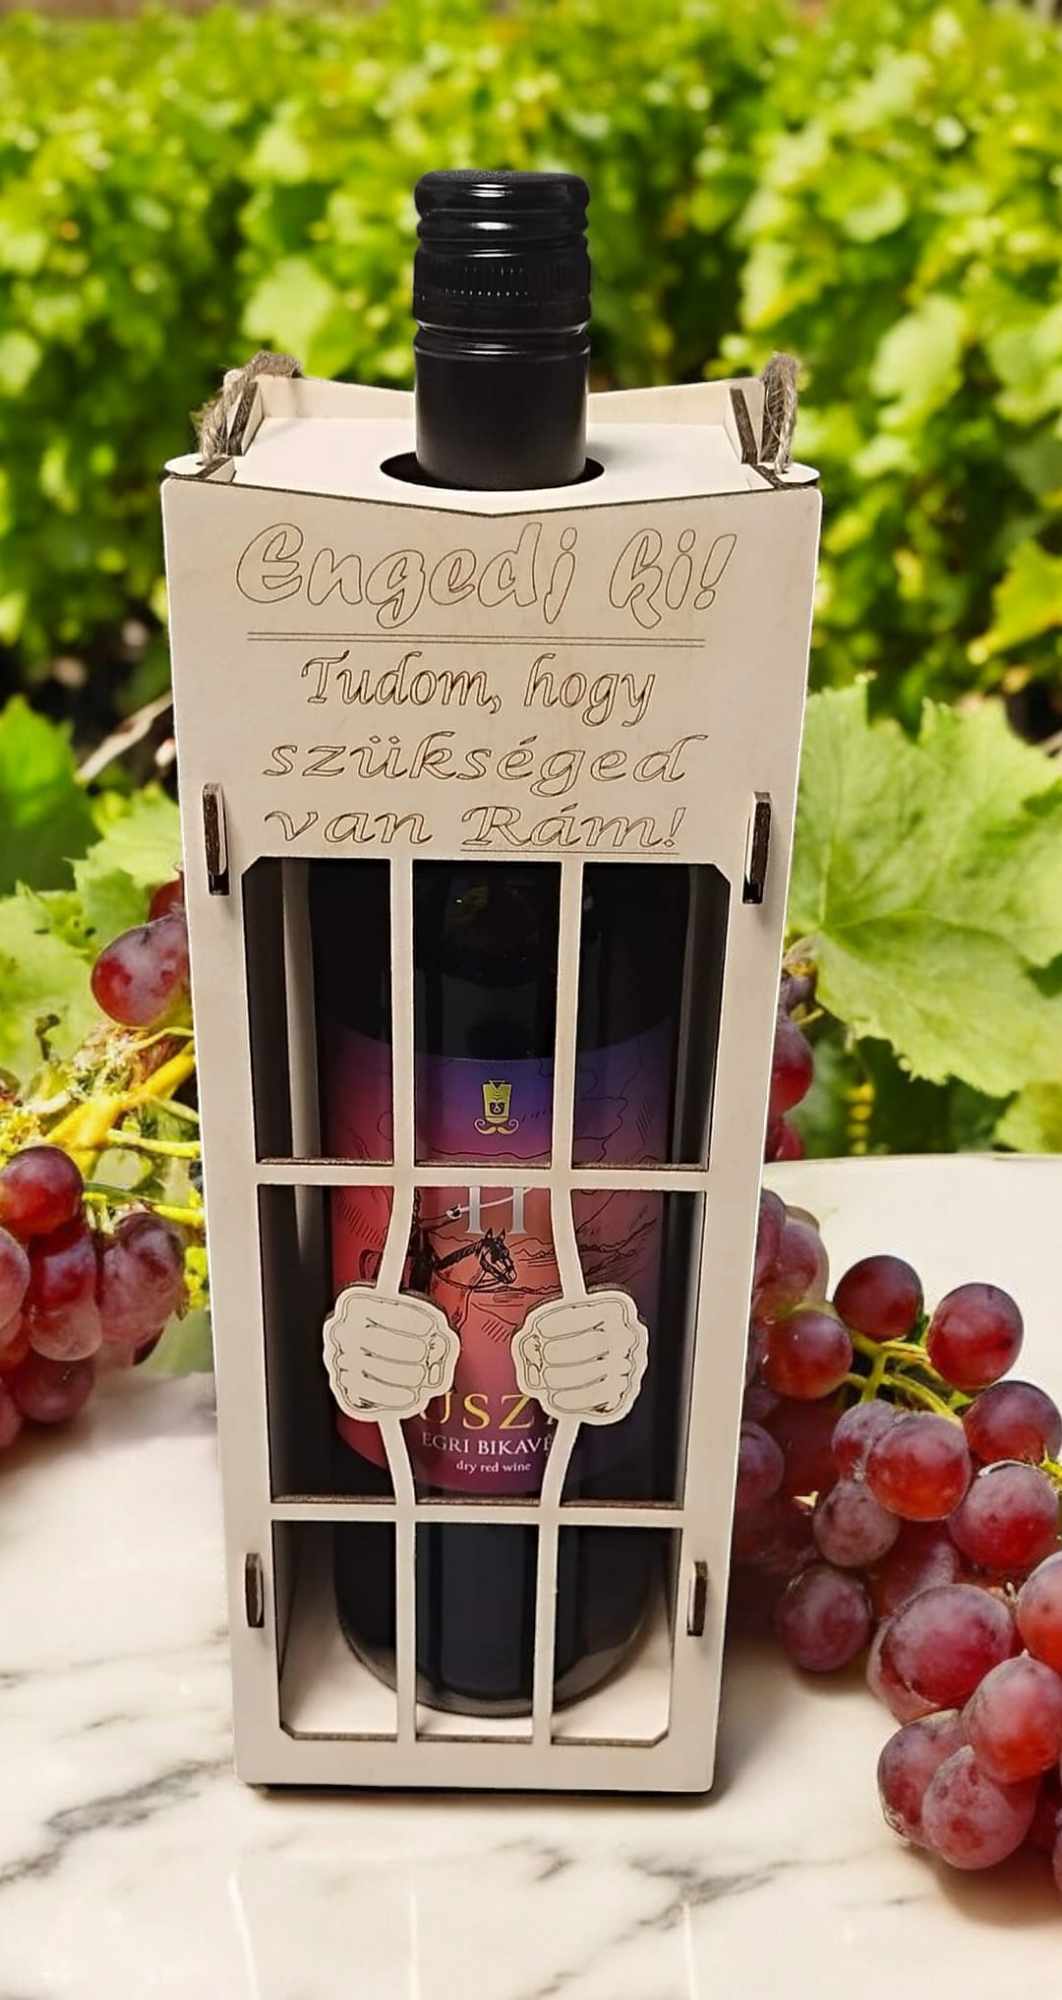 Engedj ki!
Tudom, hogy
szükséged
van Rám!
H
EGRI BIKAVÉ
dry red wine